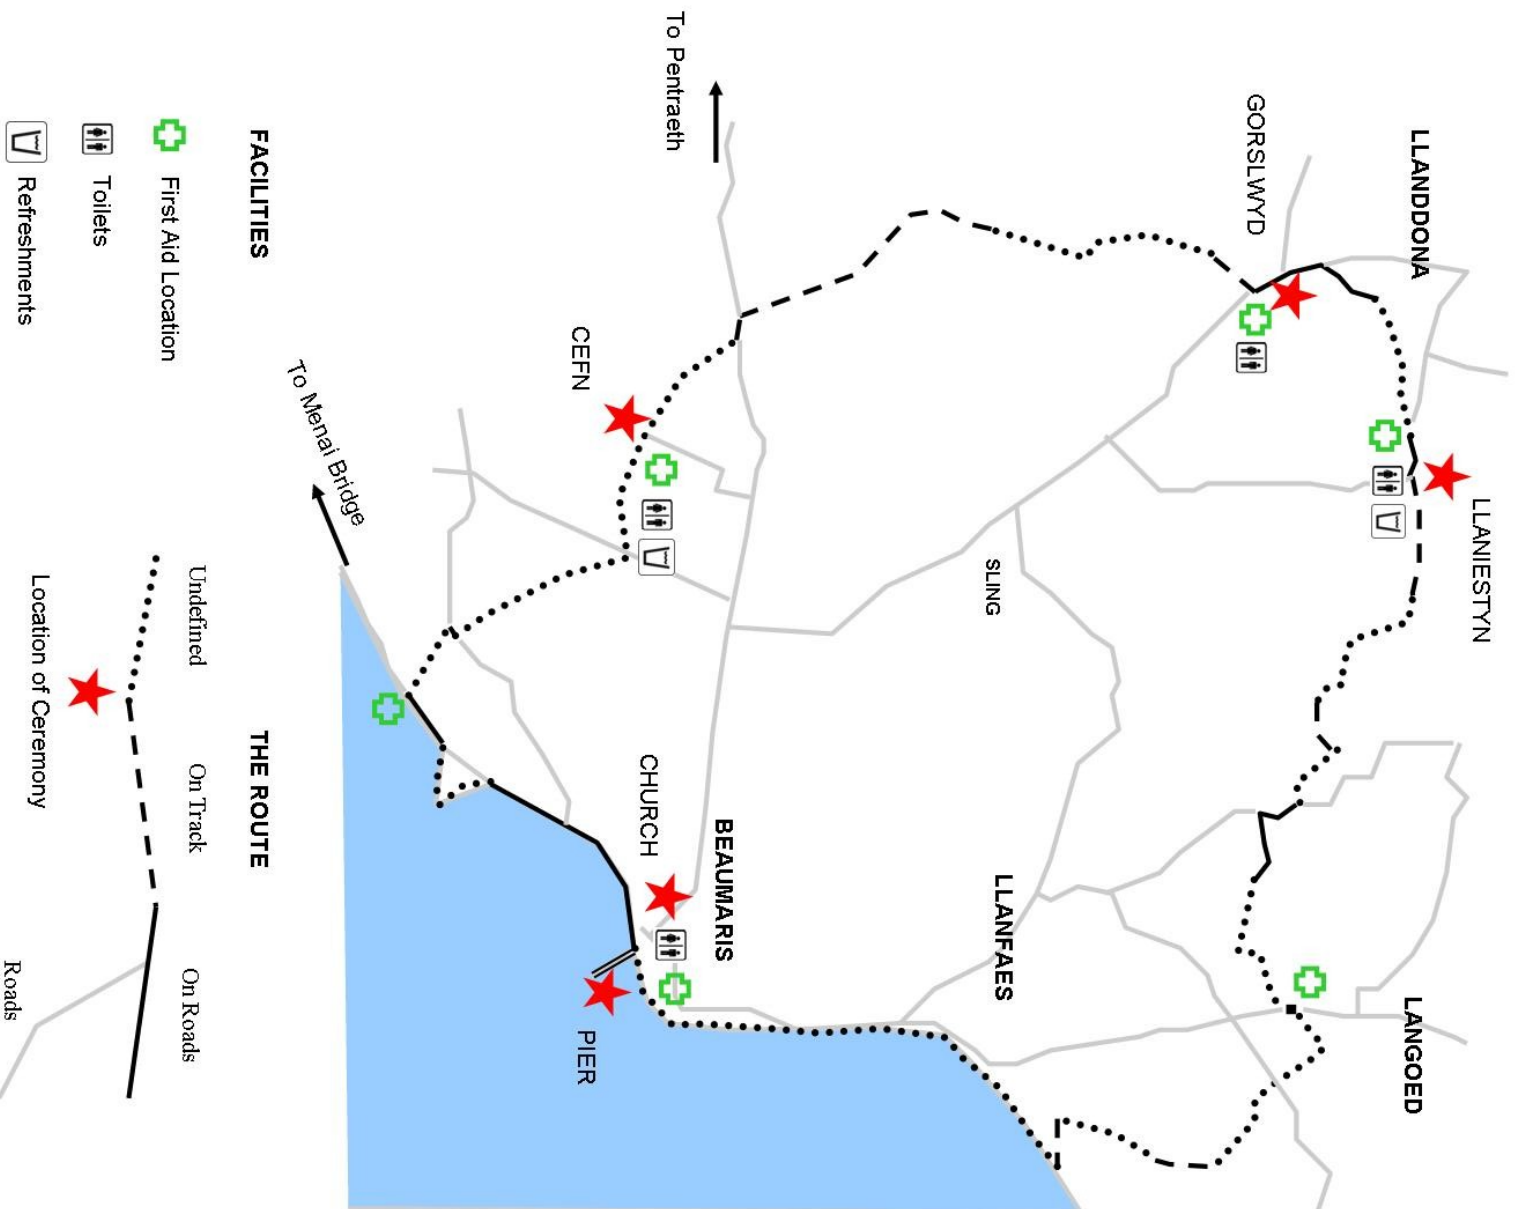 LLANDDONA
GORSLWYD
LLANIESTYN
To Pentraeth
SLING
CEFN
LLANFAES
LANGOED
BEAUMARIS
CHURCH
PIER
To Menai Bridge
FACILITIES
First Aid Location
Toilets
Refreshments
THE ROUTE
Undefined
On Track
On Roads
Location of Ceremony
Roads